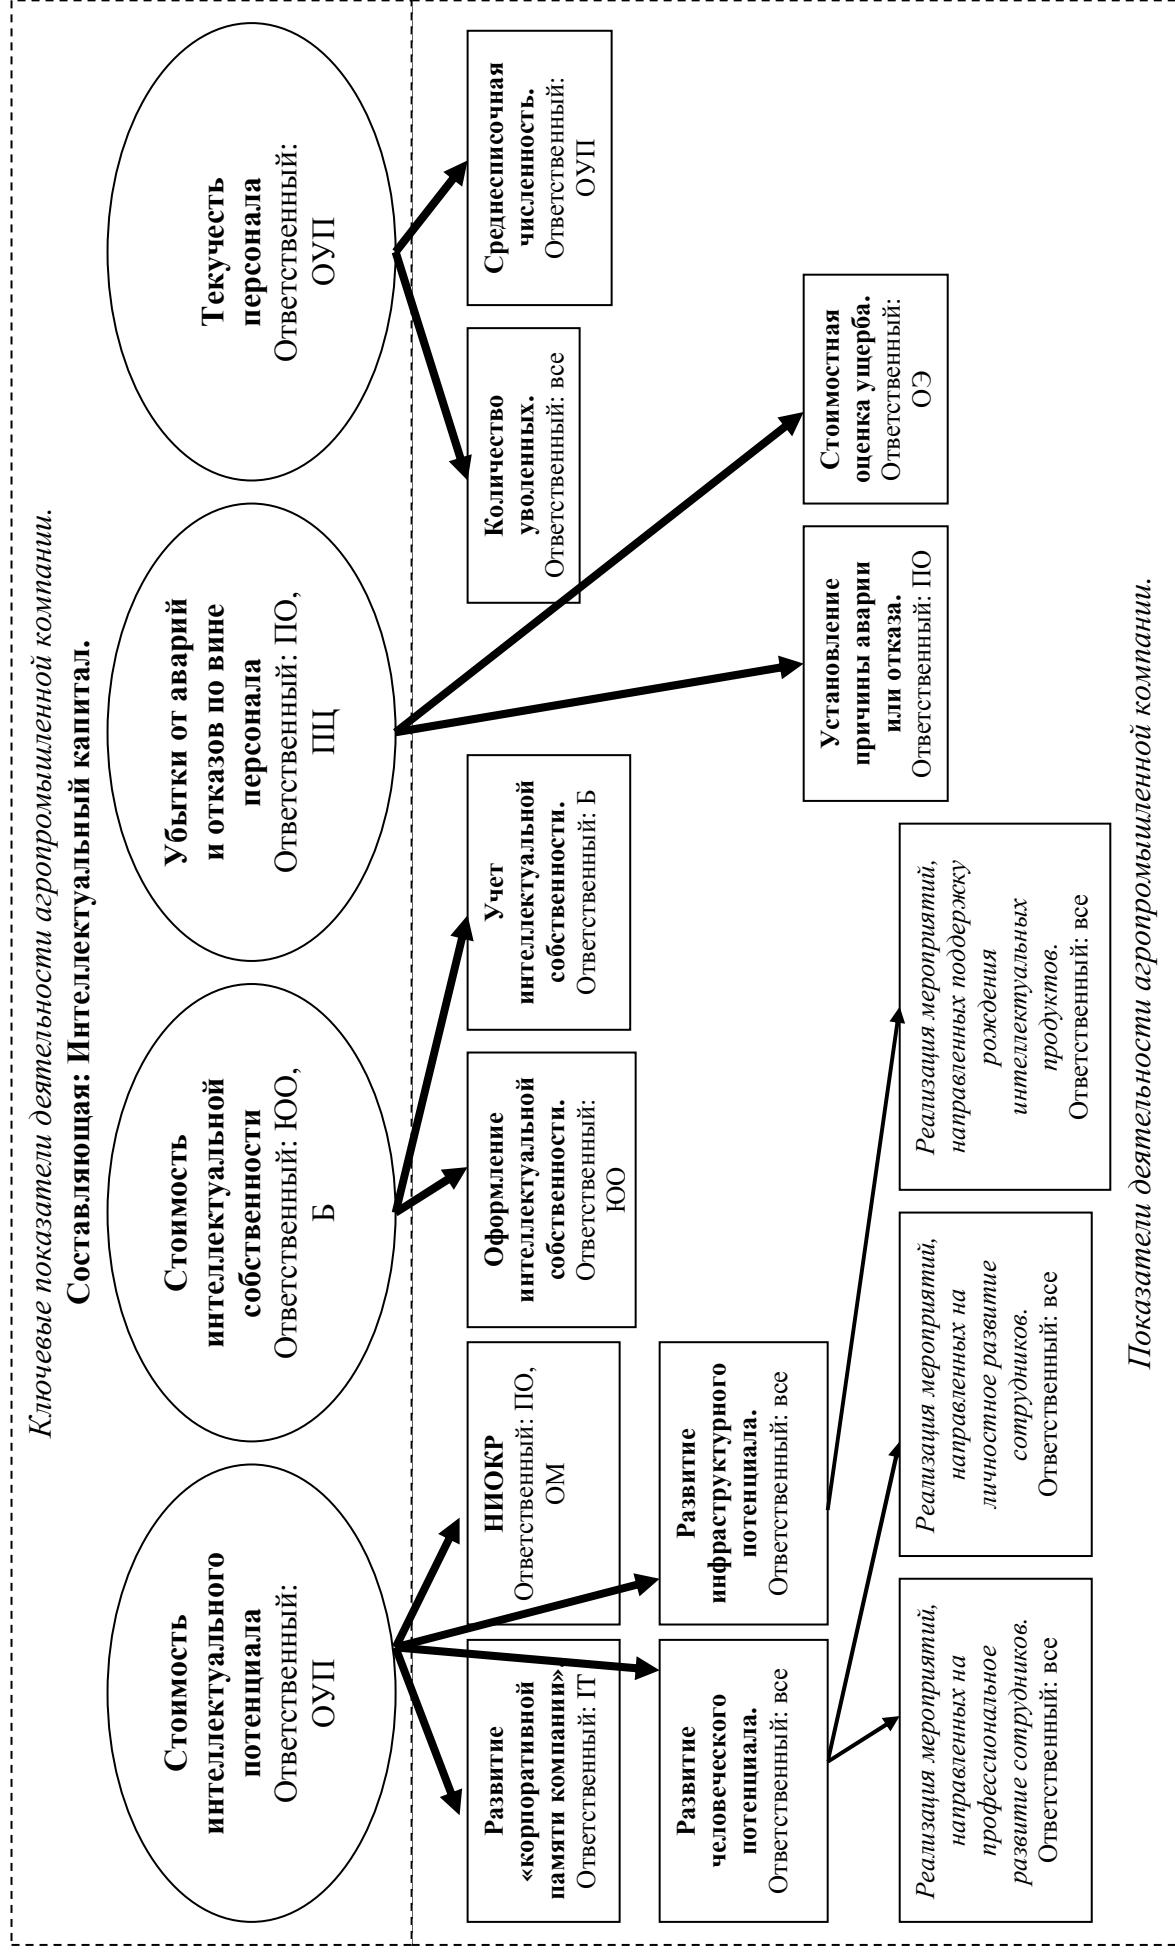 Ключевые показатели деятельности агропромышленной компании.
Составляющая: Интеллектуальный капитал.
Стоимость
интеллектуального
потенциала
Ответственный:
ОУП
Стоимость
интеллектуальной
собственности
Ответственный: ЮО,
Б
Убытки от аварий
и отказов по вине
персонала
Ответственный: ПО,
ПЦ
Текучесть
персонала
Ответственный:
ОУП
Развитие
«корпоративной
памяти компании»
Ответственный: IT
НИОКР
Ответственный: ПО,
ОМ
Оформление
интеллектуальной
собственности.
Ответственный:
ЮО
Учет
интеллектуальной
собственности.
Ответственный: Б
Количество
уволенных.
Ответственный: все
Среднесписочная
численность.
Ответственный:
ОУП
Развитие
человеческого
потенциала.
Ответственный: все
Развитие
инфраструктурного
потенциала.
Ответственный: все
Установление
причины аварии
или отказа.
Ответственный: ПО
Стоимостная
оценка ущерба.
Ответственный:
ОЭ
Реализация мероприятий,
направленных на
профессиональное
развитие сотрудников.
Ответственный: все
Реализация мероприятий,
направленных на
личностное развитие
сотрудников.
Ответственный: все
Реализация мероприятий,
направленных поддержку
рождения
интеллектуальных
продуктов.
Ответственный: все
Показатели деятельности агропромышленной компании.